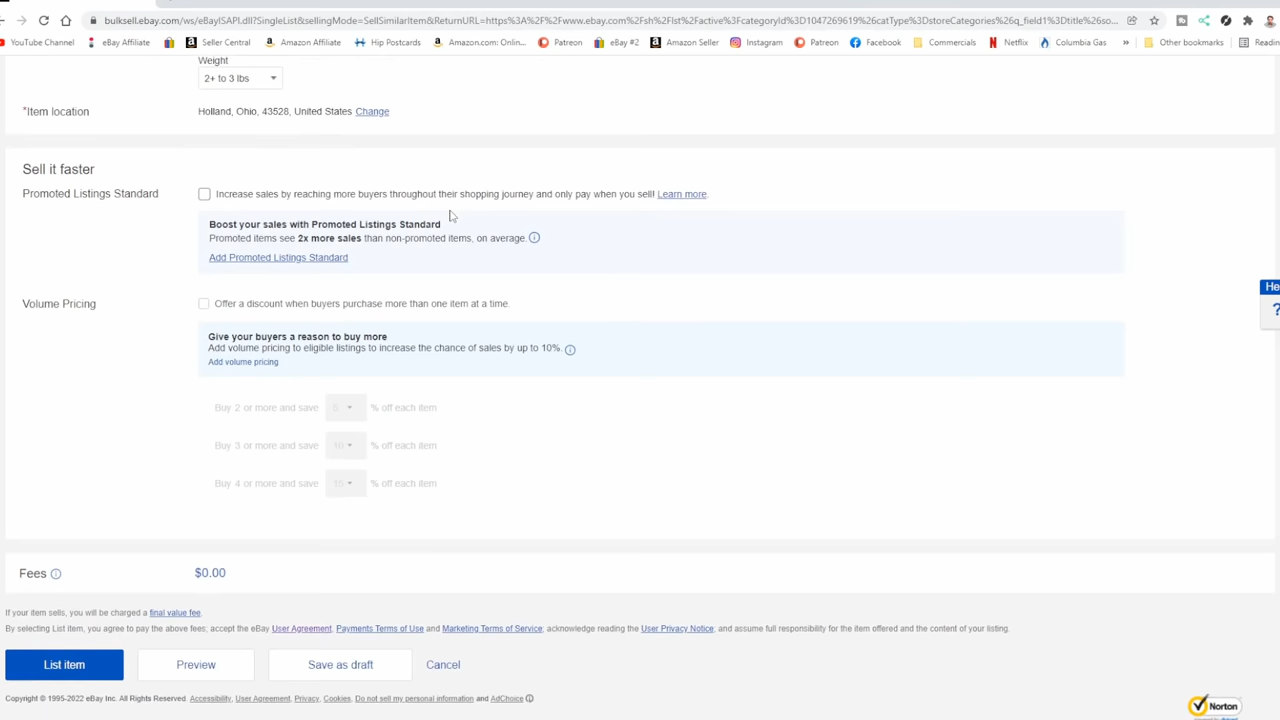 bulksell.ebay.com/ws/eBayISAPI.dll?SingleList&sellingMode=SellSimilarItem&ReturnURL=https%3A%2F%2Fwww.ebay.com%2Fsh%2Flst%2Factive%3FcategoryId%3D1047269619%26catType%3DstoreCategories%26q_field1%3Dtitle%26so...
YouTube Channel eBay Affiliate Seller Central Amazon Affiliate Hip Postcards Amazon.com: Onlin... Patreon eBay #2 Amazon Seller Instagram Patreon Facebook Commercials Netflix Columbia Gas » Other bookmarks
Weight
2+ to 3 lbs
*Item location Holland, Ohio, 43528, United States Change
Sell it faster
Promoted Listings Standard Increase sales by reaching more buyers throughout their shopping journey and only pay when you sell! Learn more.
Boost your sales with Promoted Listings Standard
Promoted items see 2x more sales than non-promoted items, on average.
Add Promoted Listings Standard
He
?
Volume Pricing Offer a discount when buyers purchase more than one item at a time.
Give your buyers a reason to buy more
Add volume pricing to eligible listings to increase the chance of sales by up to 10%.
Add volume pricing
Buy 2 or more and save 5 % off each item
Buy 3 or more and save 10 % off each item
Buy 4 or more and save 15 % off each item
Fees $0.00
If your item sells, you will be charged a final value fee.
By selecting List item, you agree to pay the above fees; accept the eBay User Agreement, Payments Terms of Use and Marketing Terms of Service; acknowledge reading the User Privacy Notice; and assume full responsibility for the item offered and the content of your listing.
List item Preview Save as draft Cancel
Copyright © 1995-2022 eBay Inc. All Rights Reserved. Accessibility, User Agreement, Privacy, Cookies, Do not sell my personal information and AdChoice
Norton